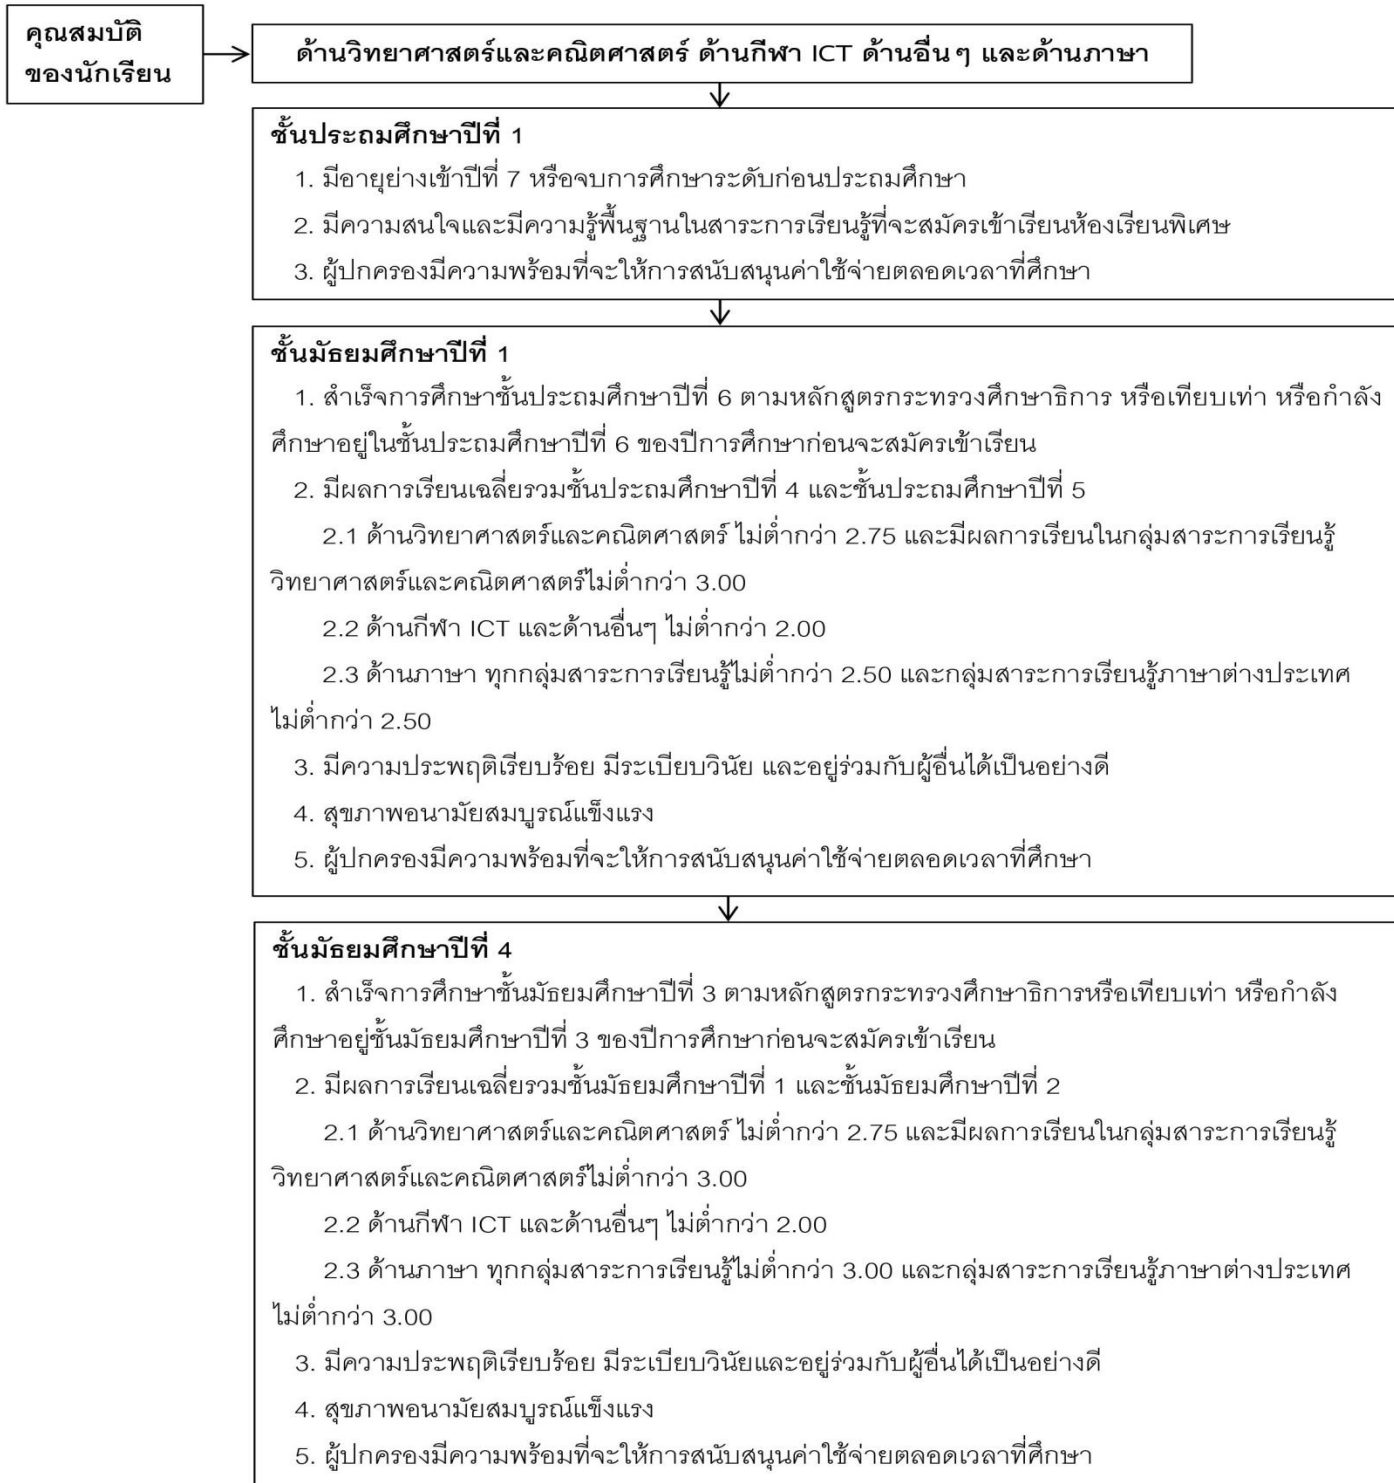 คุณสมบัติ
ของนักเรียน
ด้านวิทยาศาสตร์และคณิตศาสตร์ ด้านกีฬา ICT ด้านอื่น ๆ และด้านภาษา
ชั้นประถมศึกษาปีที่ 1
1. มีอายุย่างเข้าปีที่ 7 หรือจบการศึกษาระดับก่อนประถมศึกษา
2. มีความสนใจและมีความรู้พื้นฐานในสาระการเรียนรู้ที่จะสมัครเข้าเรียนห้องเรียนพิเศษ
3. ผู้ปกครองมีความพร้อมที่จะให้การสนับสนุนค่าใช้จ่ายตลอดเวลาที่ศึกษา
ชั้นมัธยมศึกษาปีที่ 1
1. สำเร็จการศึกษาชั้นประถมศึกษาปีที่ 6 ตามหลักสูตรกระทรวงศึกษาธิการ หรือเทียบเท่า หรือกำลัง
ศึกษาอยู่ในชั้นประถมศึกษาปีที่ 6 ของปีการศึกษาก่อนจะสมัครเข้าเรียน
2. มีผลการเรียนเฉลี่ยรวมชั้นประถมศึกษาปีที่ 4 และชั้นประถมศึกษาปีที่ 5
2.1 ด้านวิทยาศาสตร์และคณิตศาสตร์ ไม่ต่ำกว่า 2.75 และมีผลการเรียนในกลุ่มสาระการเรียนรู้
วิทยาศาสตร์และคณิตศาสตร์ไม่ต่ำกว่า 3.00
2.2 ด้านกีฬา ICT และด้านอื่นๆ ไม่ต่ำกว่า 2.00
2.3 ด้านภาษา ทุกกลุ่มสาระการเรียนรู้ไม่ต่ำกว่า 2.50 และกลุ่มสาระการเรียนรู้ภาษาต่างประเทศ
ไม่ต่ำกว่า 2.50
3. มีความประพฤติเรียบร้อย มีระเบียบวินัย และอยู่ร่วมกับผู้อื่นได้เป็นอย่างดี
4. สุขภาพอนามัยสมบูรณ์แข็งแรง
5. ผู้ปกครองมีความพร้อมที่จะให้การสนับสนุนค่าใช้จ่ายตลอดเวลาที่ศึกษา
ชั้นมัธยมศึกษาปีที่ 4
1. สำเร็จการศึกษาชั้นมัธยมศึกษาปีที่ 3 ตามหลักสูตรกระทรวงศึกษาธิการหรือเทียบเท่า หรือกำลัง
ศึกษาอยู่ชั้นมัธยมศึกษาปีที่ 3 ของปีการศึกษาก่อนจะสมัครเข้าเรียน
2. มีผลการเรียนเฉลี่ยรวมชั้นมัธยมศึกษาปีที่ 1 และชั้นมัธยมศึกษาปีที่ 2
2.1 ด้านวิทยาศาสตร์และคณิตศาสตร์ ไม่ต่ำกว่า 2.75 และมีผลการเรียนในกลุ่มสาระการเรียนรู้
วิทยาศาสตร์และคณิตศาสตร์ไม่ต่ำกว่า 3.00
2.2 ด้านกีฬา ICT และด้านอื่นๆ ไม่ต่ำกว่า 2.00
2.3 ด้านภาษา ทุกกลุ่มสาระการเรียนรู้ไม่ต่ำกว่า 3.00 และกลุ่มสาระการเรียนรู้ภาษาต่างประเทศ
ไม่ต่ำกว่า 3.00
3. มีความประพฤติเรียบร้อย มีระเบียบวินัยและอยู่ร่วมกับผู้อื่นได้เป็นอย่างดี
4. สุขภาพอนามัยสมบูรณ์แข็งแรง
5. ผู้ปกครองมีความพร้อมที่จะให้การสนับสนุนค่าใช้จ่ายตลอดเวลาที่ศึกษา